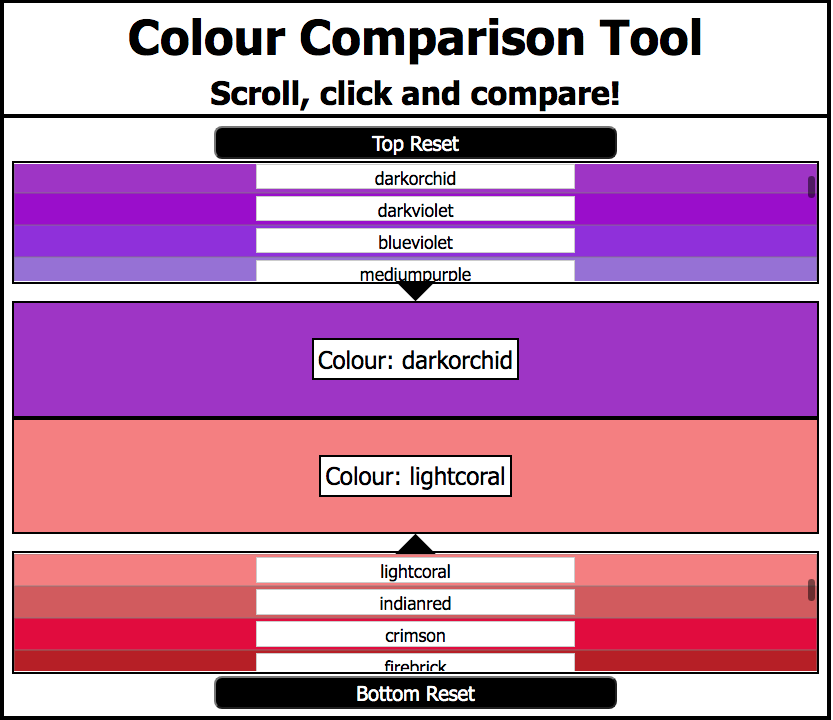 Colour Comparison Tool
Scroll, click and compare!
Top Reset
darkorchid
darkviolet
blueviolet
mediumpurple
Colour: darkorchid
Colour: lightcoral
lightcoral
indianred
crimson
firebrick
Bottom Reset